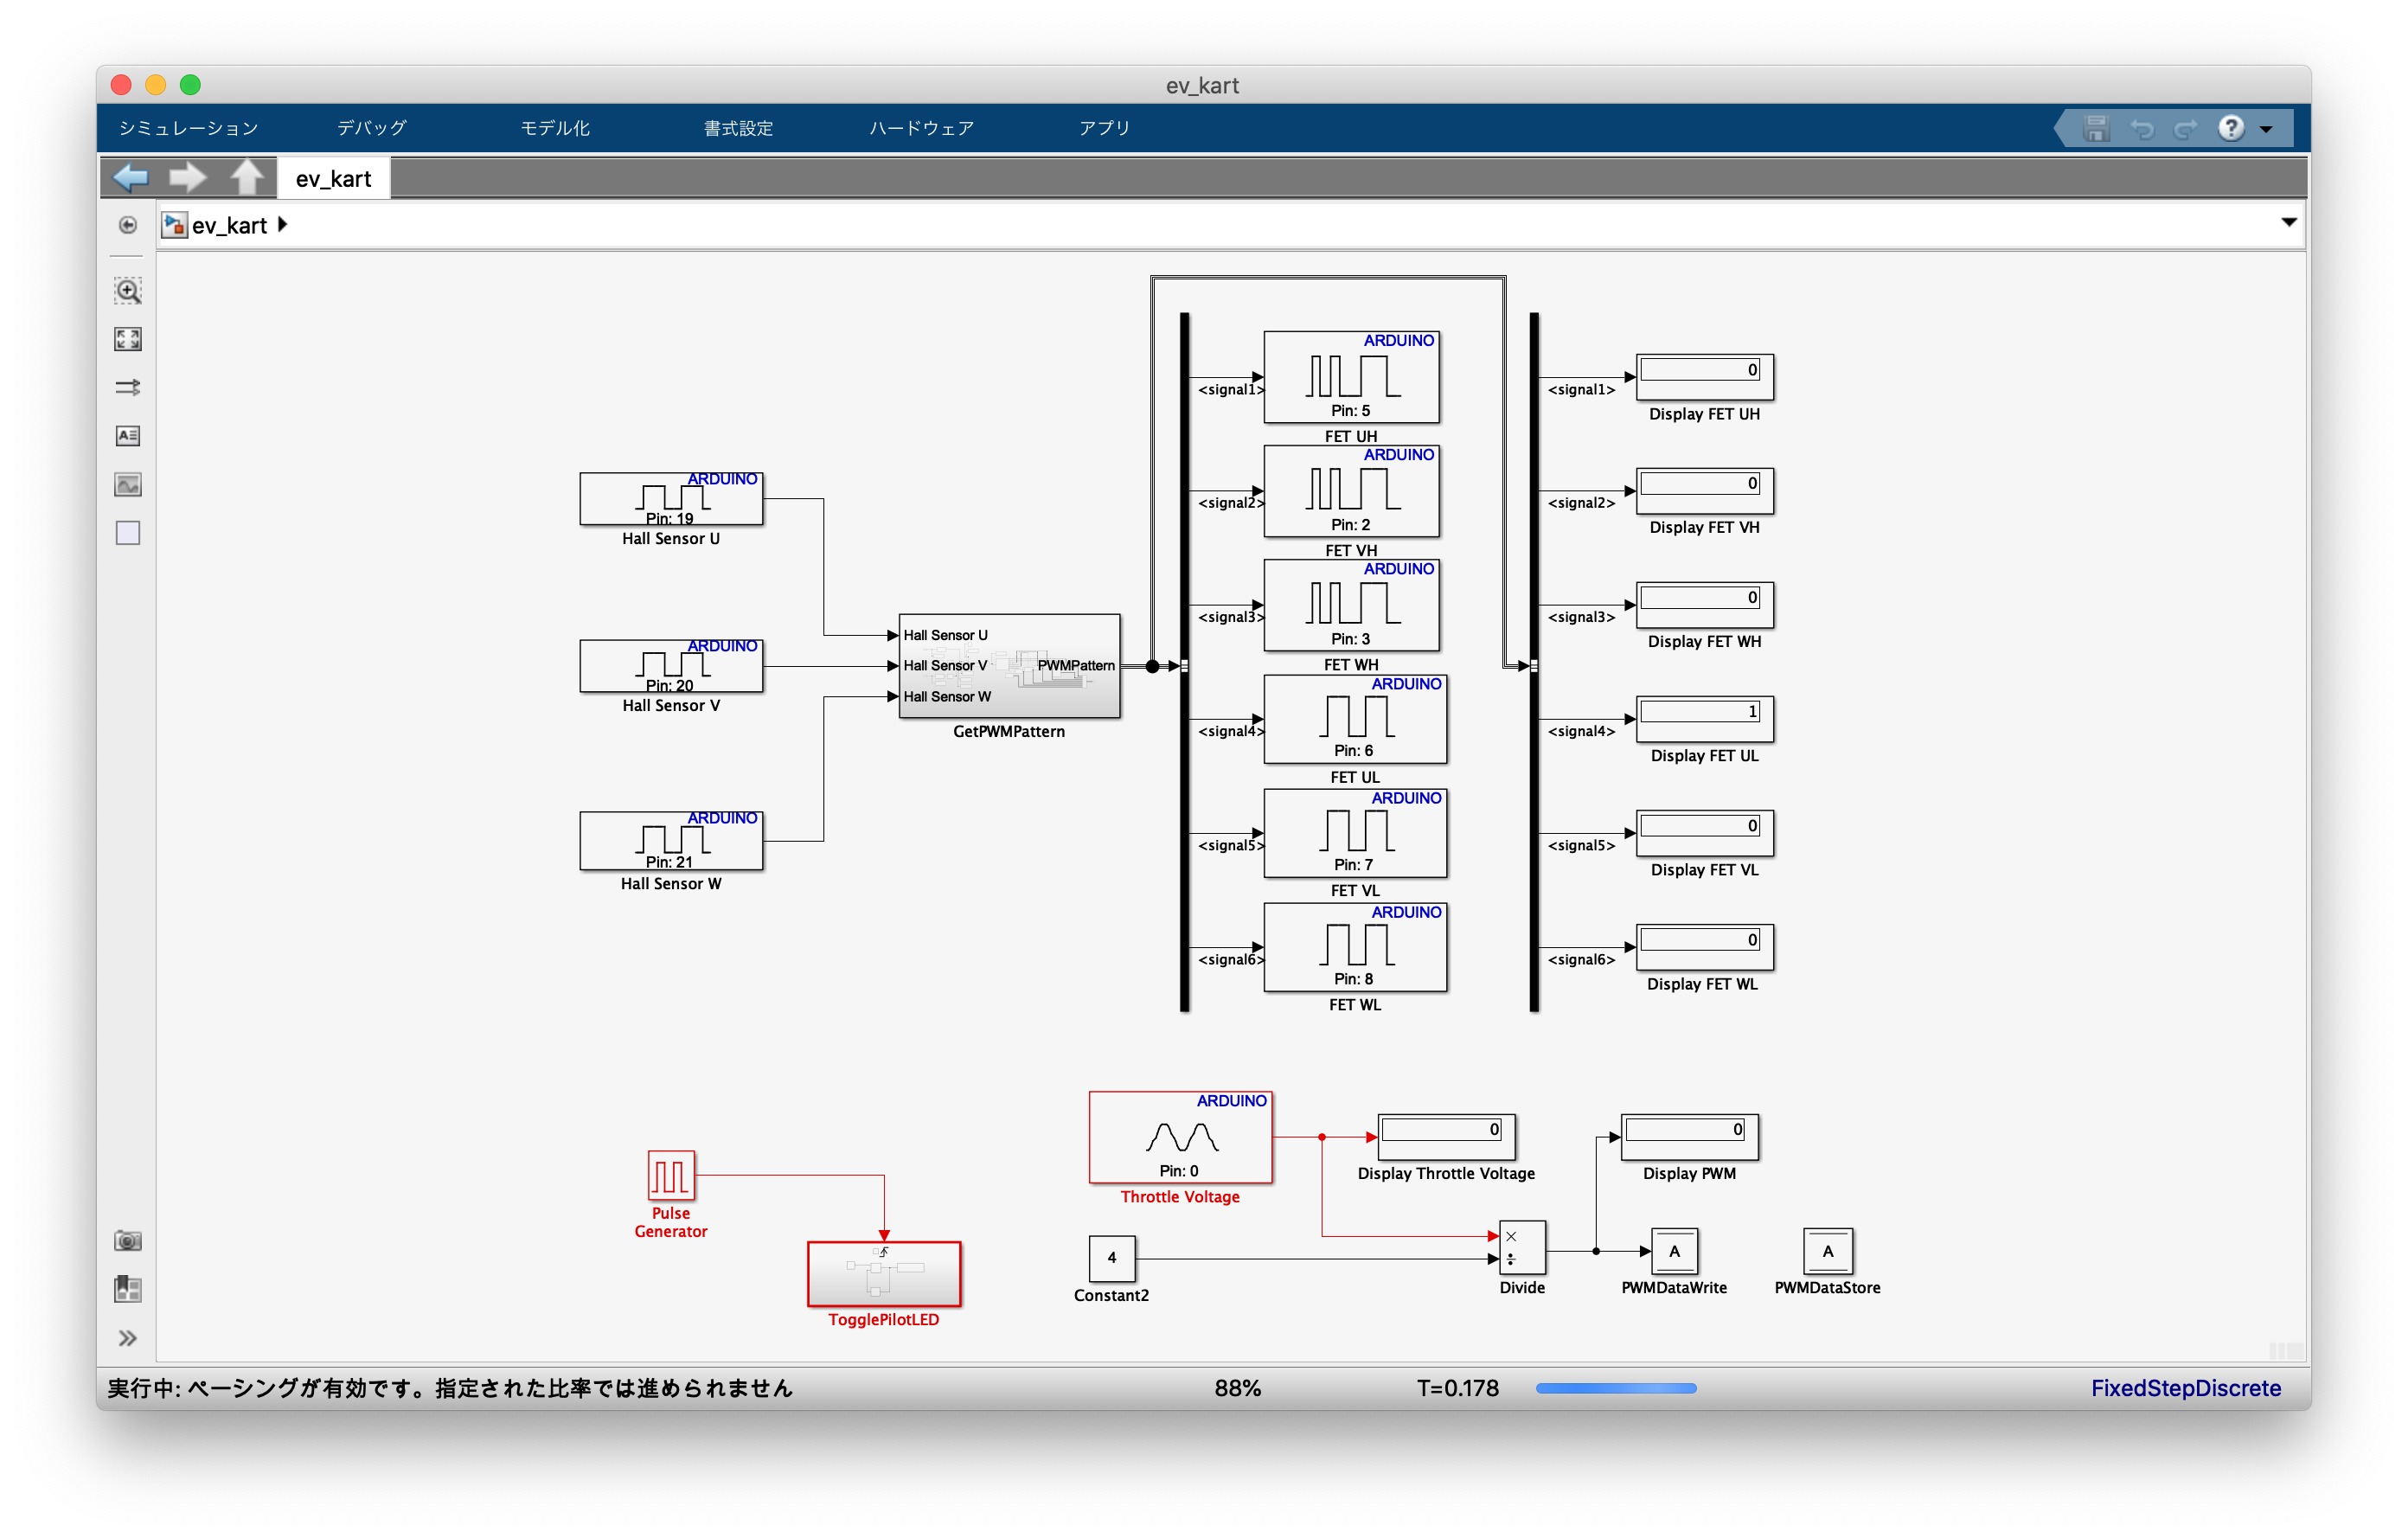 ev_kart
シミュレーション デバッグ モデル化 書式設定 ハードウェア アプリ
ev_kart
ev_kart
ARDUINO
Pin: 19
Hall Sensor U
ARDUINO
Pin: 20
Hall Sensor V
ARDUINO
Pin: 21
Hall Sensor W
Hall Sensor U
Hall Sensor V
Hall Sensor W
PWMPattern
GetPWMPattern
<signal1>
<signal2>
<signal3>
<signal4>
<signal5>
<signal6>
ARDUINO
Pin: 5
FET UH
ARDUINO
Pin: 2
FET VH
ARDUINO
Pin: 3
FET WH
ARDUINO
Pin: 6
FET UL
ARDUINO
Pin: 7
FET VL
ARDUINO
Pin: 8
FET WL
<signal1>
<signal2>
<signal3>
<signal4>
<signal5>
<signal6>
0
Display FET UH
0
Display FET VH
0
Display FET WH
1
Display FET UL
0
Display FET VL
0
Display FET WL
Pulse
Generator
TogglePilotLED
ARDUINO
Pin: 0
Throttle Voltage
0
Display Throttle Voltage
0
Display PWM
4
Constant2
×
÷
Divide
A
PWMDataWrite
A
PWMDataStore
実行中: ペーシングが有効です。指定された比率では進められません 88% T=0.178 FixedStepDiscrete